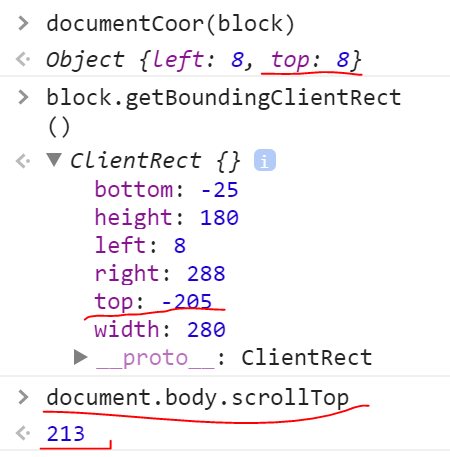 documentCoor(block)
Object {left: 8, top: 8}
block.getBoundingClientRect
()
ClientRect {} i
bottom: -25
height: 180
left: 8
right: 288
top: -205
width: 280
__proto__: ClientRect
document.body.scrollTop
213